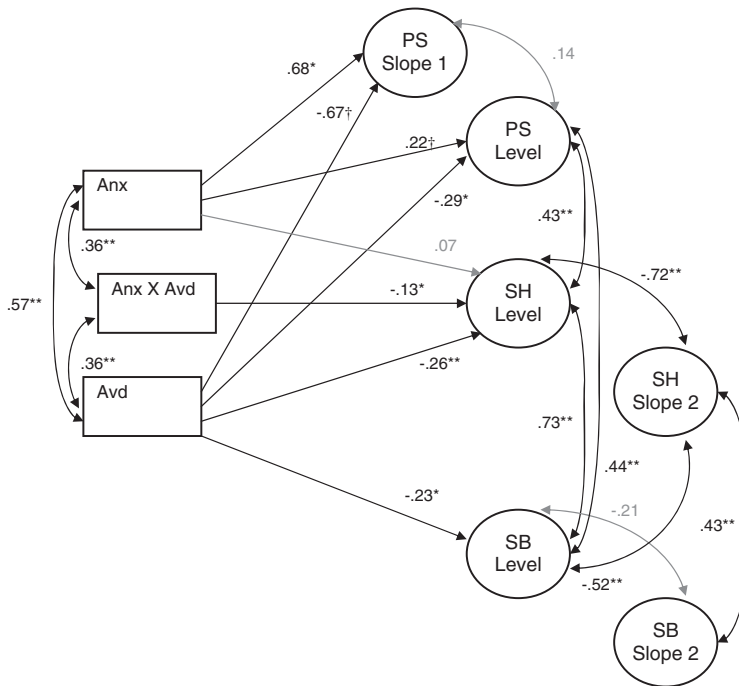 PS
Slope 1
.14
.68*
-.67†
PS
Level
.22†
Anx
-.29*
.43**
.36**
.07
.57**
Anx X Avd
-.13*
SH
Level
-.72**
.36**
-.26**
Avd
SH
Slope 2
.73**
.44**
-.23*
-.21
.43**
SB
Level
-.52**
SB
Slope 2